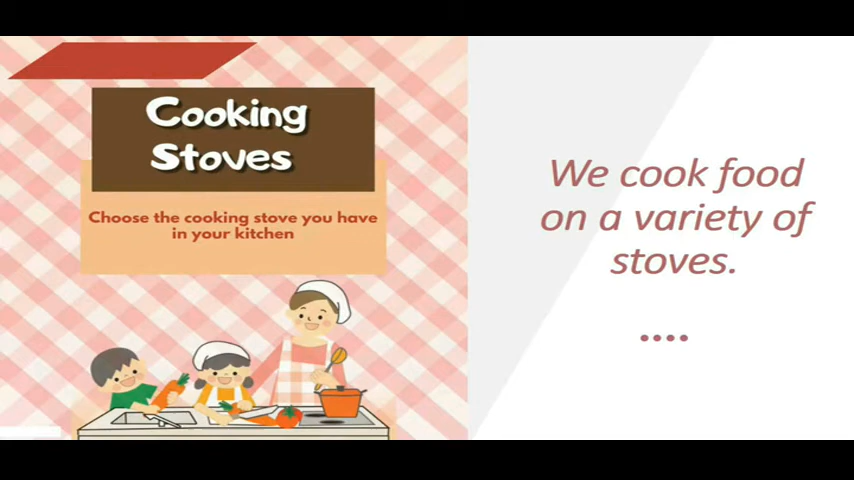 Cooking
Stoves
Choose the cooking stove you have
in your kitchen
We cook food
on a variety of
stoves.
....